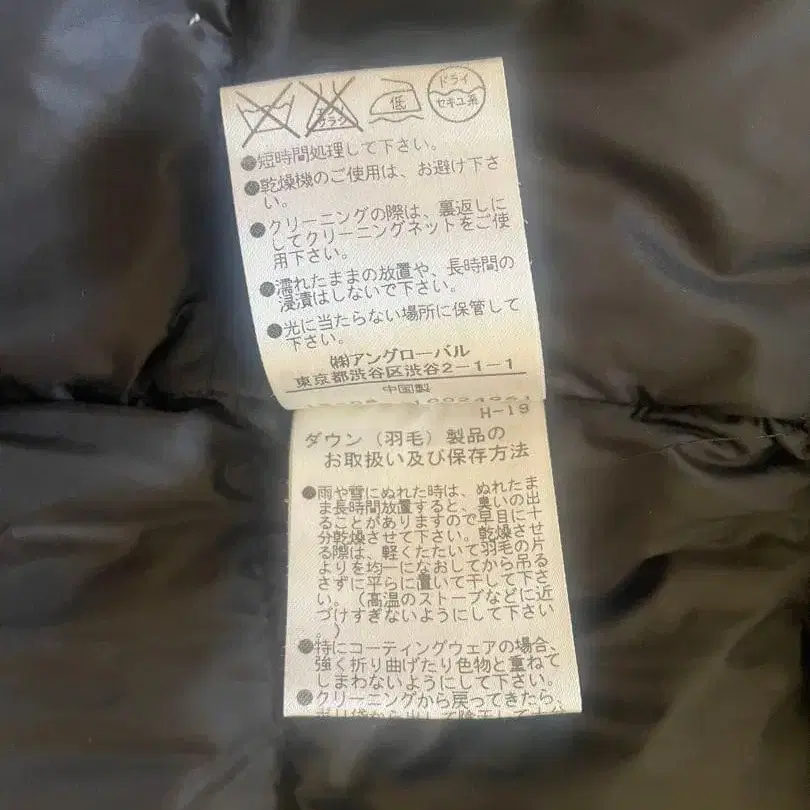 低
ドライ
セキユ系
●短時間処理して下さい。
●乾燥機のご使用は、お避け下さ
い。
●クリーニングの際は、裏返しに
してクリーニングネットをご使
用下さい。
●濡れたままの放置や、長時間の
浸漬はしないで下さい。
●光に当たらない場所に保管して
下さい。
㈱アングローバル
東京都渋谷区渋谷2-1-1
中国製
H-19
ダウン(羽毛)製品の
お取扱い及び保存方法
●雨や雪にぬれた時は、ぬれたま
ま長時間放置すると、臭いの出
ることがありますので早目に十
分乾燥させて下さい。乾燥させ
る際は、軽くたたいて羽毛の片
よりを均一になおしてから吊る
さずに平らに置いて干して下さ
い。(高温のストーブなどに近
づけすぎないようにして下さい
。)
●特にコーティングウェアの場合、
強く折り曲げたり色物と重ねて
しまわないようにして下さい。
●クリーニングから戻ってきたら、
ポリ袋から出して陰干して